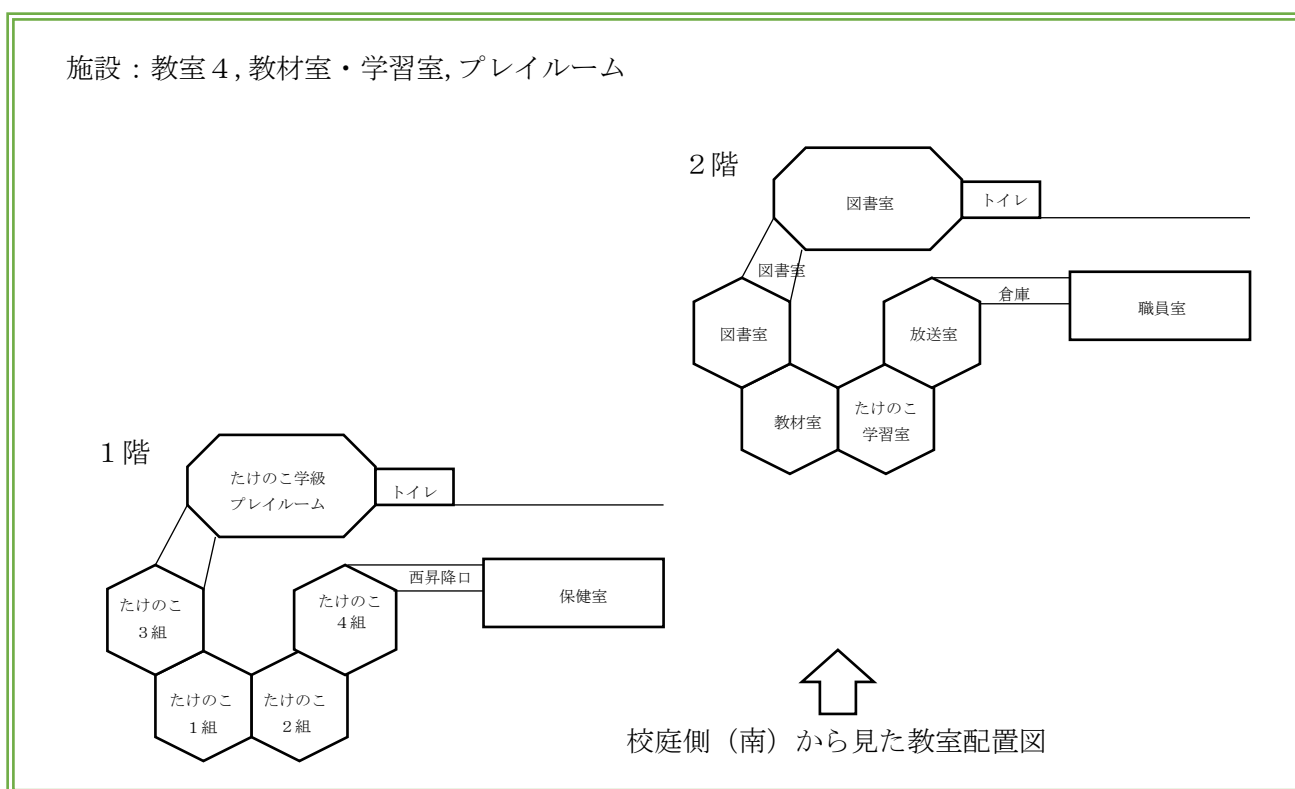 施設：教室４,教材室・学習室,プレイルーム
２階
図書室
トイレ
図書室
倉庫
職員室
図書室
放送室
教材室
たけのこ
学習室
１階
たけのこ学級
プレイルーム
トイレ
西昇降口
保健室
たけのこ
３組
たけのこ
４組
たけのこ
１組
たけのこ
２組
校庭側（南）から見た教室配置図